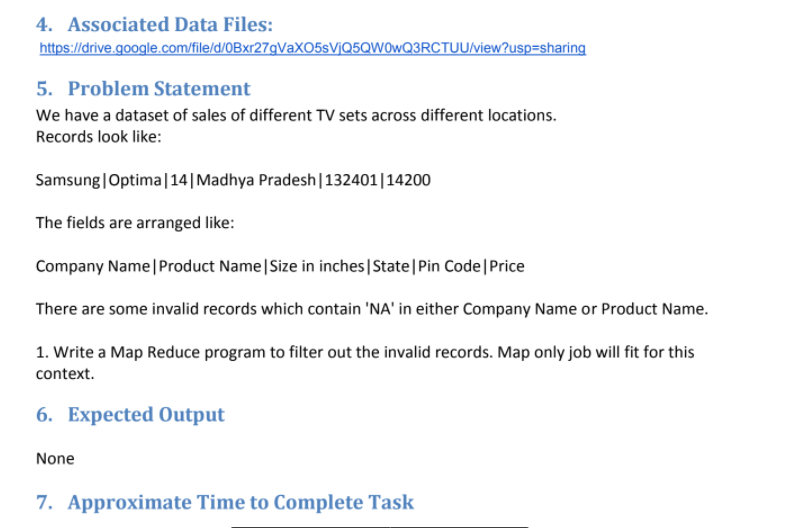 4. Associated Data Files:
https://drive.google.com/file/d/0Bxr27gVaXO5sVjQ5QW0wQ3RCTUU/view?usp=sharing
5. Problem Statement
We have a dataset of sales of different TV sets across different locations.
Records look like:
Samsung|Optima|14|Madhya Pradesh|132401|14200
The fields are arranged like:
Company Name|Product Name|Size in inches|State|Pin Code|Price
There are some invalid records which contain 'NA' in either Company Name or Product Name.
1. Write a Map Reduce program to filter out the invalid records. Map only job will fit for this
context.
6. Expected Output
None
7. Approximate Time to Complete Task